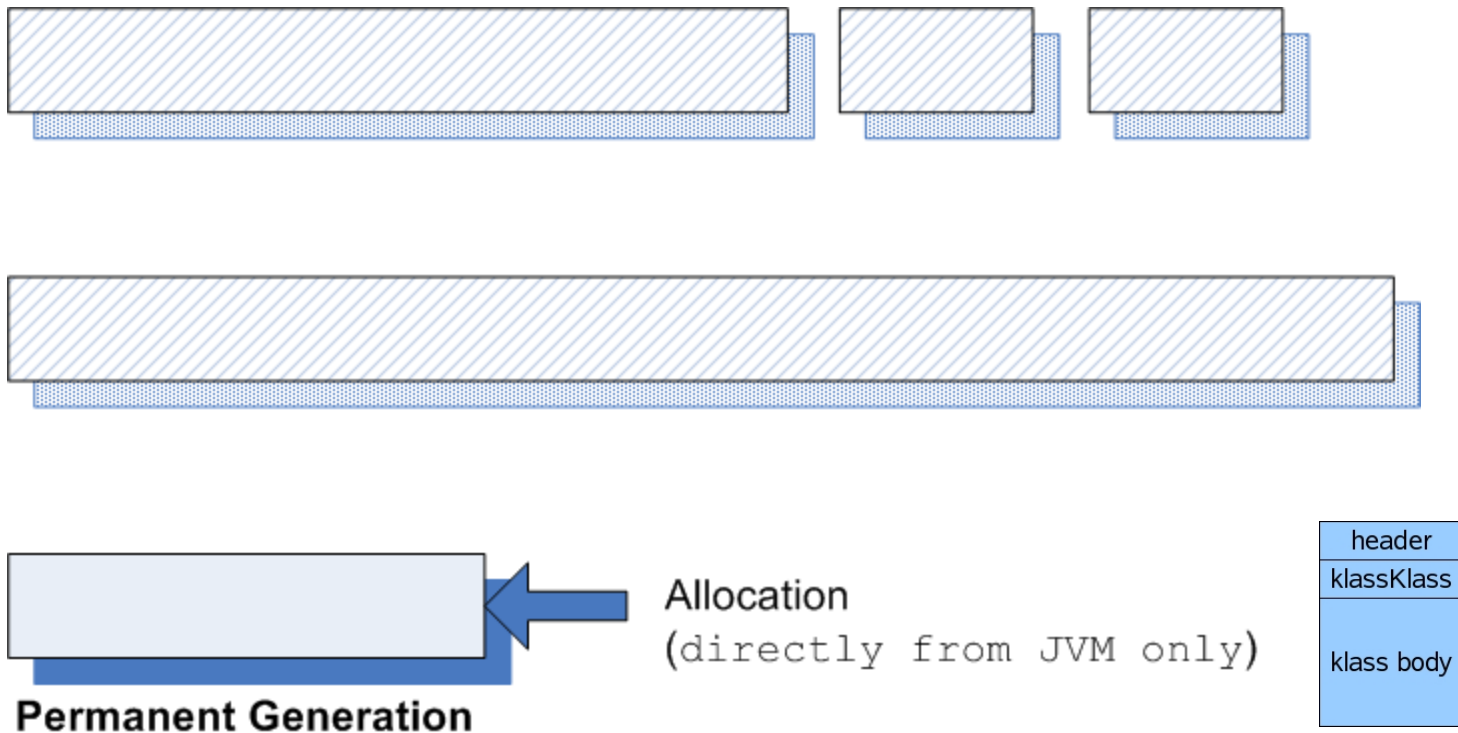 Allocation
(directly from JVM only)
Permanent Generation
header
klassKlass
klass body